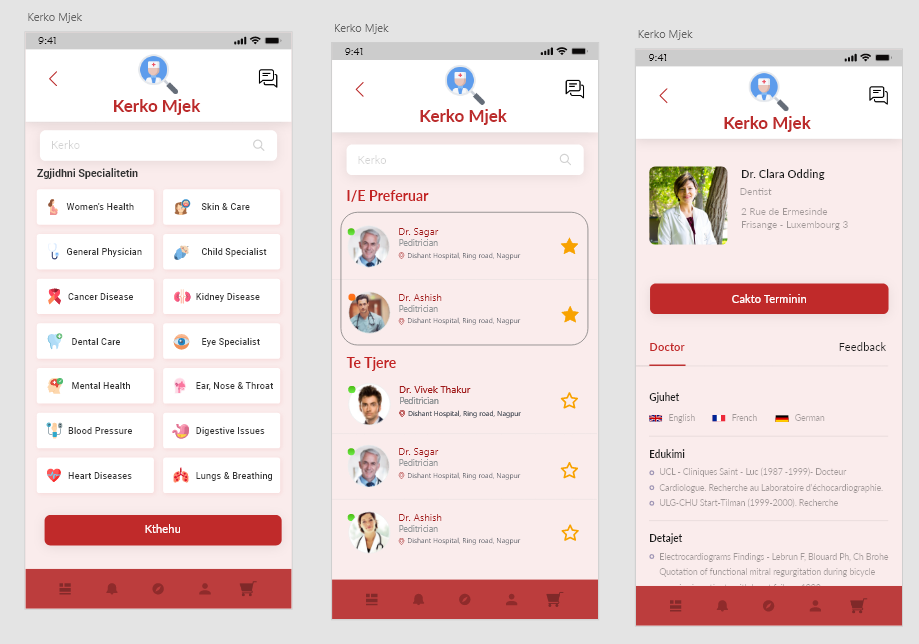 Kerko Mjek
9:41
Kerko Mjek
Kerko
Zgjidhni Specialitetin
Women's Health
Skin & Care
General Physician
Child Specialist
Cancer Disease
Kidney Disease
Dental Care
Eye Specialist
Mental Health
Ear, Nose & Throat
Blood Pressure
Digestive Issues
Heart Diseases
Lungs & Breathing
Kthehu
Kerko Mjek
9:41
Kerko Mjek
Kerko
I/E Preferuar
Dr. Sagar
Peditrician
Dishant Hospital, Ring road, Nagpur
Dr. Ashish
Peditrician
Dishant Hospital, Ring road, Nagpur
Te Tjere
Dr. Vivek Thakur
Peditrician
Dishant Hospital, Ring road, Nagpur
Dr. Sagar
Peditrician
Dishant Hospital, Ring road, Nagpur
Dr. Ashish
Peditrician
Dishant Hospital, Ring road, Nagpur
Kerko Mjek
9:41
Kerko Mjek
Dr. Clara Odding
Dentist
2 Rue de Ermesinde
Frisange - Luxembourg 3
Cakto Terminin
Doctor Feedback
Gjuhet
English French German
Edukimi
UCL - Cliniques Saint - Luc (1987 -1999)- Docteur
Cardiologue. Recherche au Laboratoire d'échocardiographie.
ULG-CHU Start-Tilman (1999-2000). Recherche
Detajet
Electrocardiograms Findings - Lebrun F, Blouard Ph, Ch Brohe
Quotation of functional mitral regurgitation during bicycle